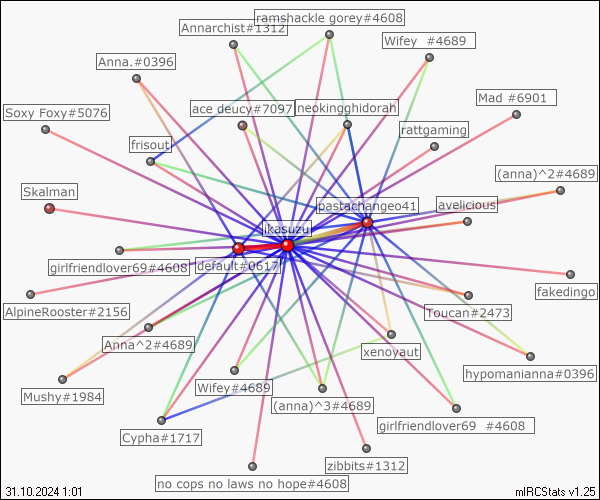 ramshackle gorey#4608
Annarchist#1312
Wifey  #4689
Anna.#0396
Mad #6901
Soxy Foxy#5076
ace deucy#7097
neokingghidorah
rattgaming
frisout
(anna)^2#4689
Skalman
pastachangeo41
avelicious
ikasuzu
girlfriendlover69#4608
default#0617
fakedingo
AlpineRooster#2156
Toucan#2473
Anna^2#4689
xenoyaut
hypomanianna#0396
Mushy#1984
Wifey#4689
(anna)^3#4689
girlfriendlover69  #4608
Cypha#1717
zibbits#1312
no cops no laws no hope#4608
31.10.2024 1:01
mIRCStats v1.25